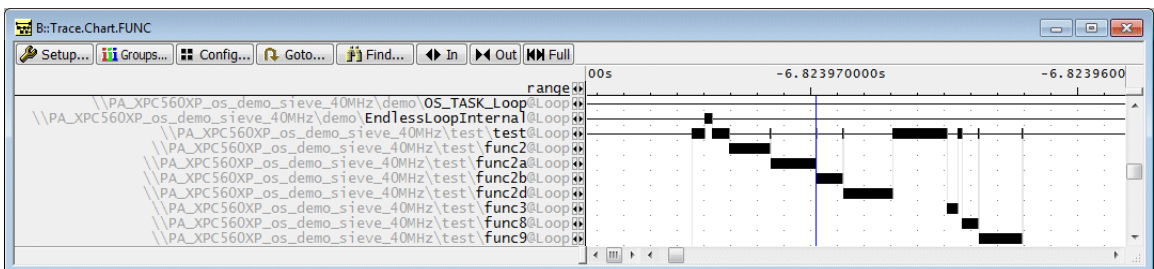 B::Trace.Chart.FUNC
Setup... Groups... Config... Goto... Find... In Out Full
00s -6.823970000s -6.8239600
range
\\PA_XPC560XP_os_demo_sieve_40MHz\demo\OS_TASK_Loop@Loop
\\PA_XPC560XP_os_demo_sieve_40MHz\demo\EndlessLoopInternal@Loop
\\PA_XPC560XP_os_demo_sieve_40MHz\test\test@Loop
\\PA_XPC560XP_os_demo_sieve_40MHz\test\func2@Loop
\\PA_XPC560XP_os_demo_sieve_40MHz\test\func2a@Loop
\\PA_XPC560XP_os_demo_sieve_40MHz\test\func2b@Loop
\\PA_XPC560XP_os_demo_sieve_40MHz\test\func2d@Loop
\\PA_XPC560XP_os_demo_sieve_40MHz\test\func3@Loop
\\PA_XPC560XP_os_demo_sieve_40MHz\test\func8@Loop
\\PA_XPC560XP_os_demo_sieve_40MHz\test\func9@Loop